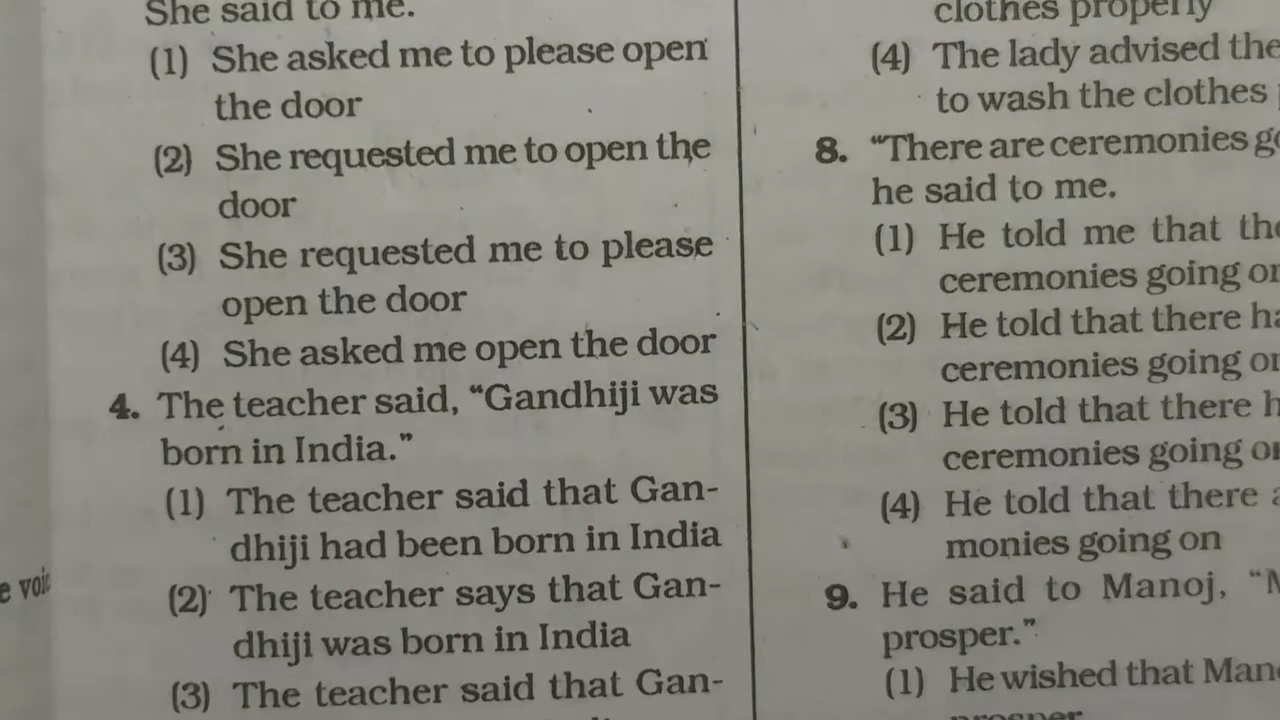 She said to me.
(1) She asked me to please open
the door
(2) She requested me to open the
door
(3) She requested me to please
open the door
(4) She asked me open the door
4. The teacher said, “Gandhiji was
born in India.”
(1) The teacher said that Gan-
dhiji had been born in India
(2) The teacher says that Gan-
dhiji was born in India
(3) The teacher said that Gan-
clothes properly
(4) The lady advised the
to wash the clothes
8. “There are ceremonies
he said to me.
(1) He told me that
ceremonies going
(2) He told that there
ceremonies going
(3) He told that there
ceremonies going
(4) He told that there
monies going on
9. He said to Manoj,
prosper.”
(1) He wished that
prosper